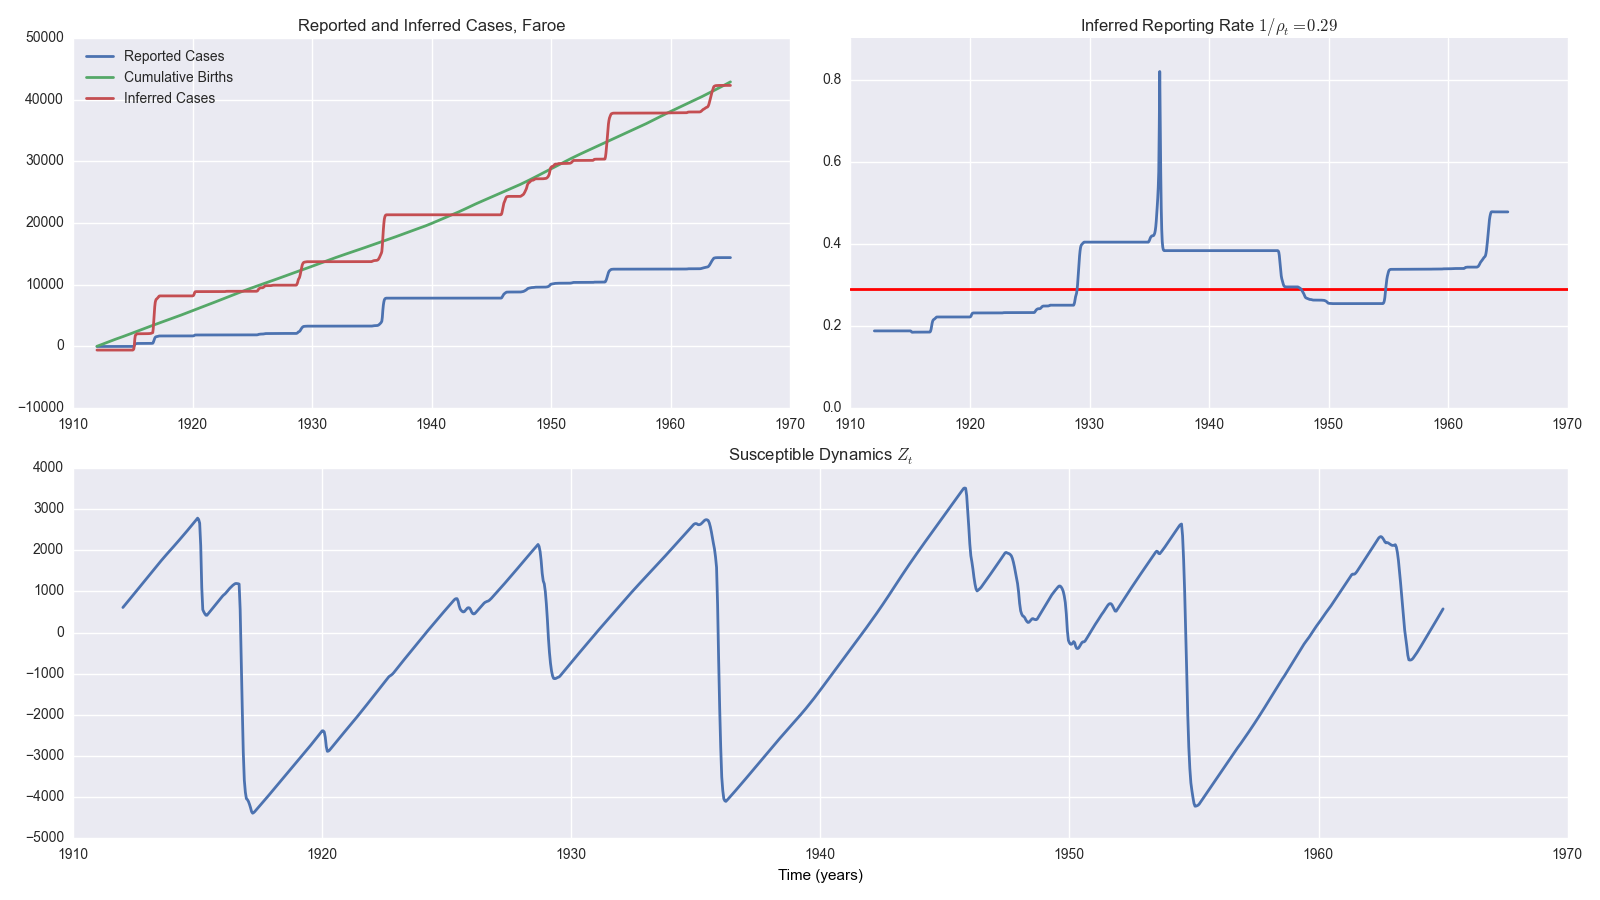 Reported and Inferred Cases, Faroe
50000
40000
30000
20000
10000
0
−10000
Reported Cases
Cumulative Births
Inferred Cases
1910 1920 1930 1940 1950 1960 1970
Inferred Reporting Rate 1/ρt =0.29
0.8
0.6
0.4
0.2
0.0
1910 1920 1930 1940 1950 1960 1970
Susceptible Dynamics Zt
4000
3000
2000
1000
0
−1000
−2000
−3000
−4000
−5000
1910 1920 1930 1940 1950 1960 1970
Time (years)